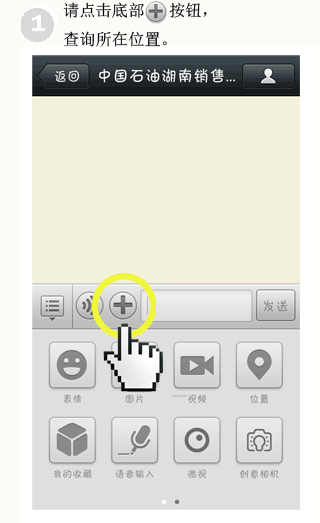 1
请点击底部 按钮，
查询所在位置。
返回 中国石油湖南销售...
发送
表情 图片 视频 位置
我的收藏 语音输入 微视 创意相机